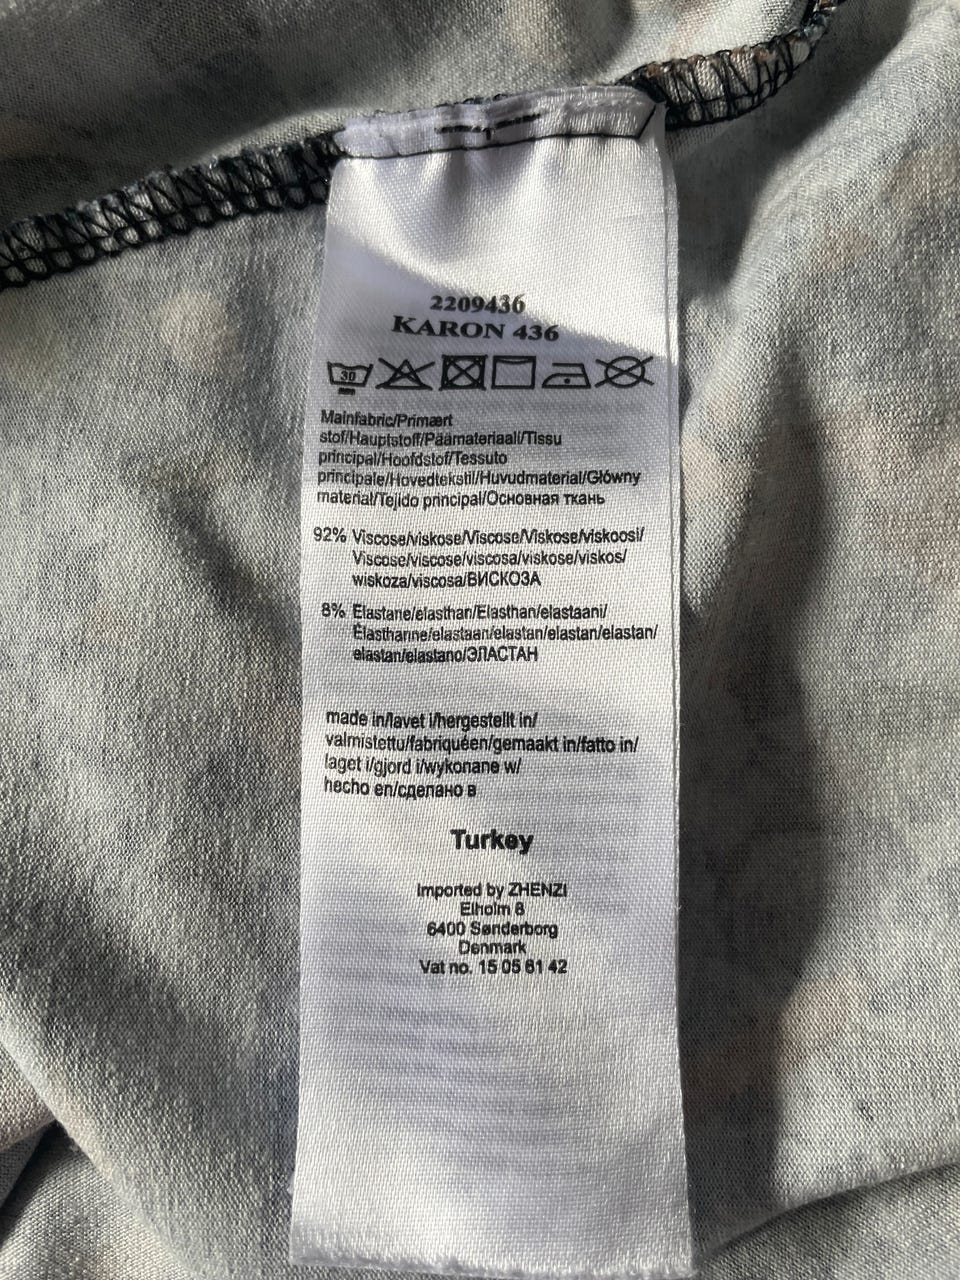 2209436
KARON 436
30
Mainfabric/Primært
stof/Hauptstoff/Päämateriaali/Tissu
principal/Hoofdstof/Tessuto
principale/Hovedtekstil/Huvudmaterial/Główny
material/Tejido principal/Основная ткань
92% Viscose/viskose/Viscose/Viskose/viskoosi/
Viscose/viscose/viscosa/viskose/viskos/
wiskoza/viscosa/ВИСКОЗА
8% Elastane/elasthan/Elasthan/elastaani/
Élasthanne/elastaan/elastan/elastan/elastan/
elastan/elastano/ЭЛАСТАН
made in/lavet i/hergestellt in/
valmistettu/fabriquéen/gemaakt in/fatto in/
laget i/gjord i/wykonane w/
hecho en/сделано в
Turkey
Imported by ZHENZI
Elholm 6
6400 Sønderborg
Denmark
Vat no. 15 05 61 42